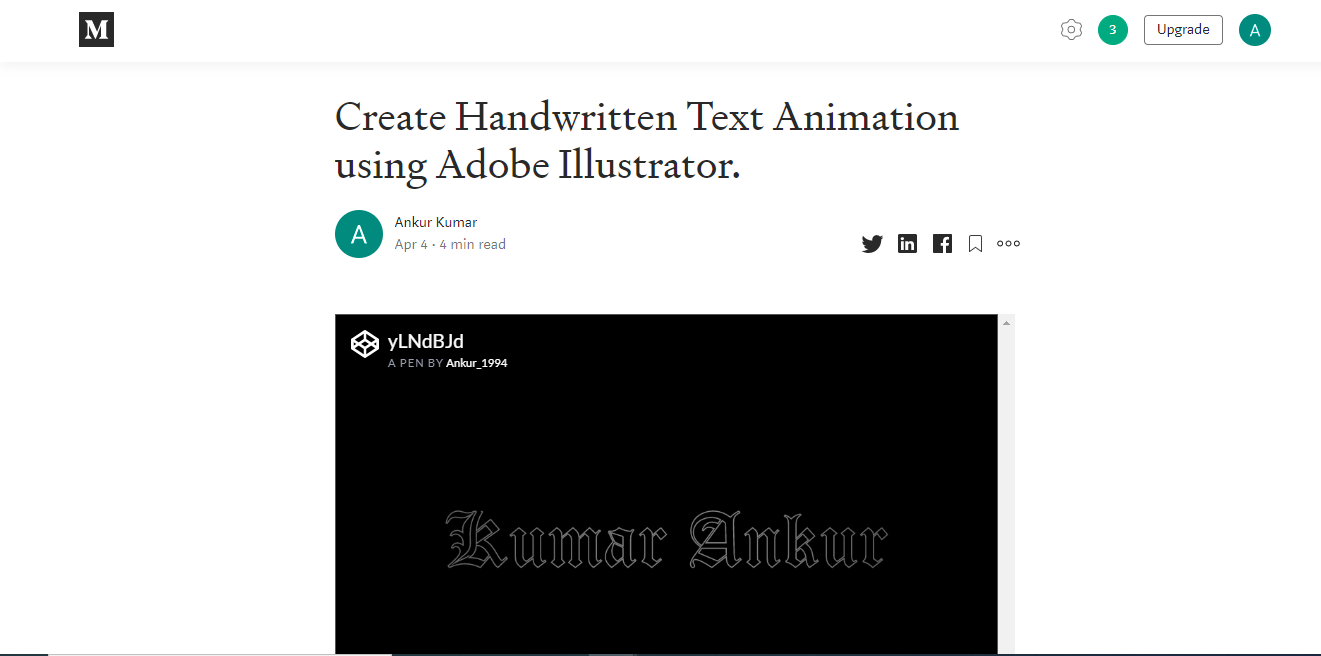 M
3
Upgrade
A
Create Handwritten Text Animation
using Adobe Illustrator.
A
Ankur Kumar
Apr 4 · 4 min read
in
f
yLNdBJd
A PEN BY Ankur_1994
Kumar Ankur